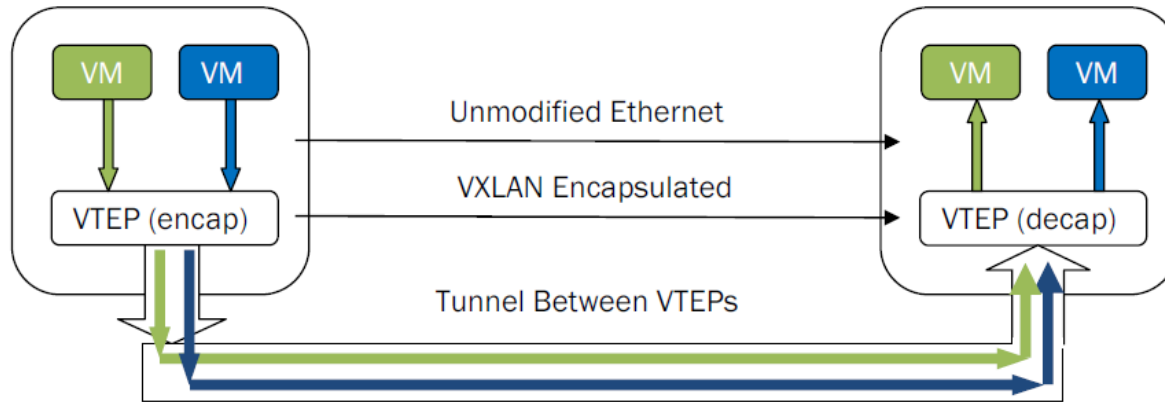 VM
VM
VM
VM
Unmodified Ethernet
VXLAN Encapsulated
VTEP (encap)
VTEP (decap)
Tunnel Between VTEPs